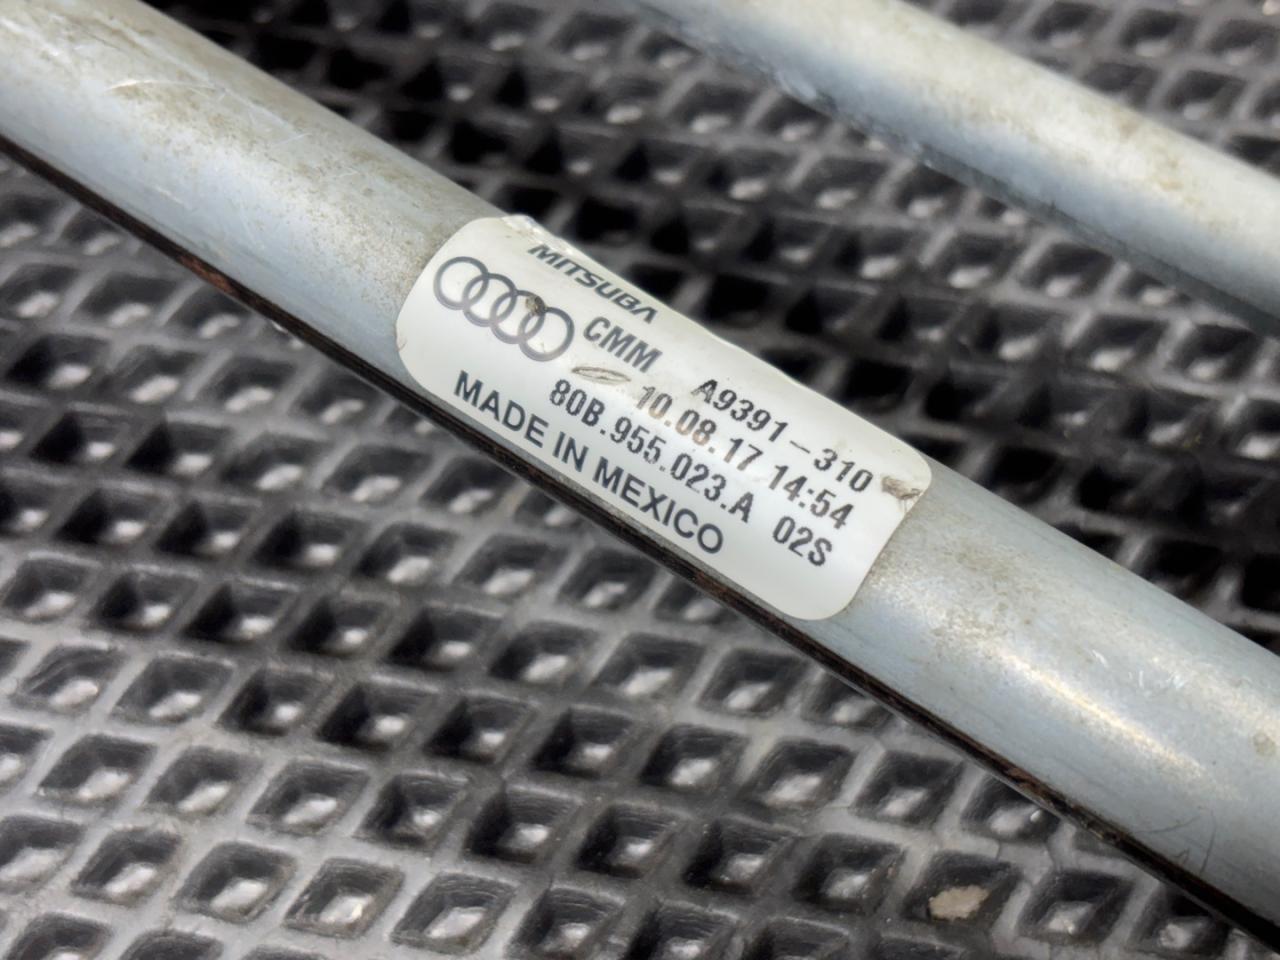 MITSUBA
CMM
A9391-310
10.08.17 14:54
80B.955.023.A 02S
MADE IN MEXICO